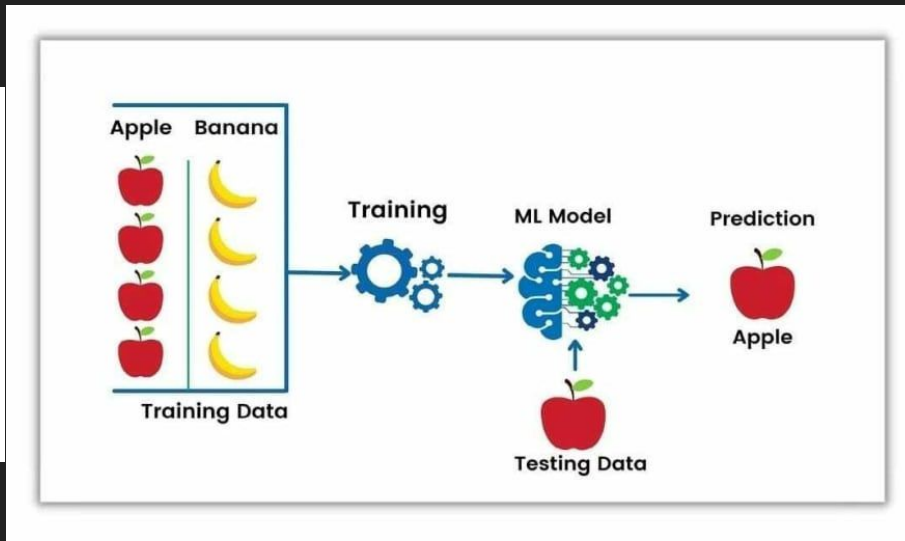 Apple Banana
Training Data
Training
ML Model
Testing Data
Prediction
Apple